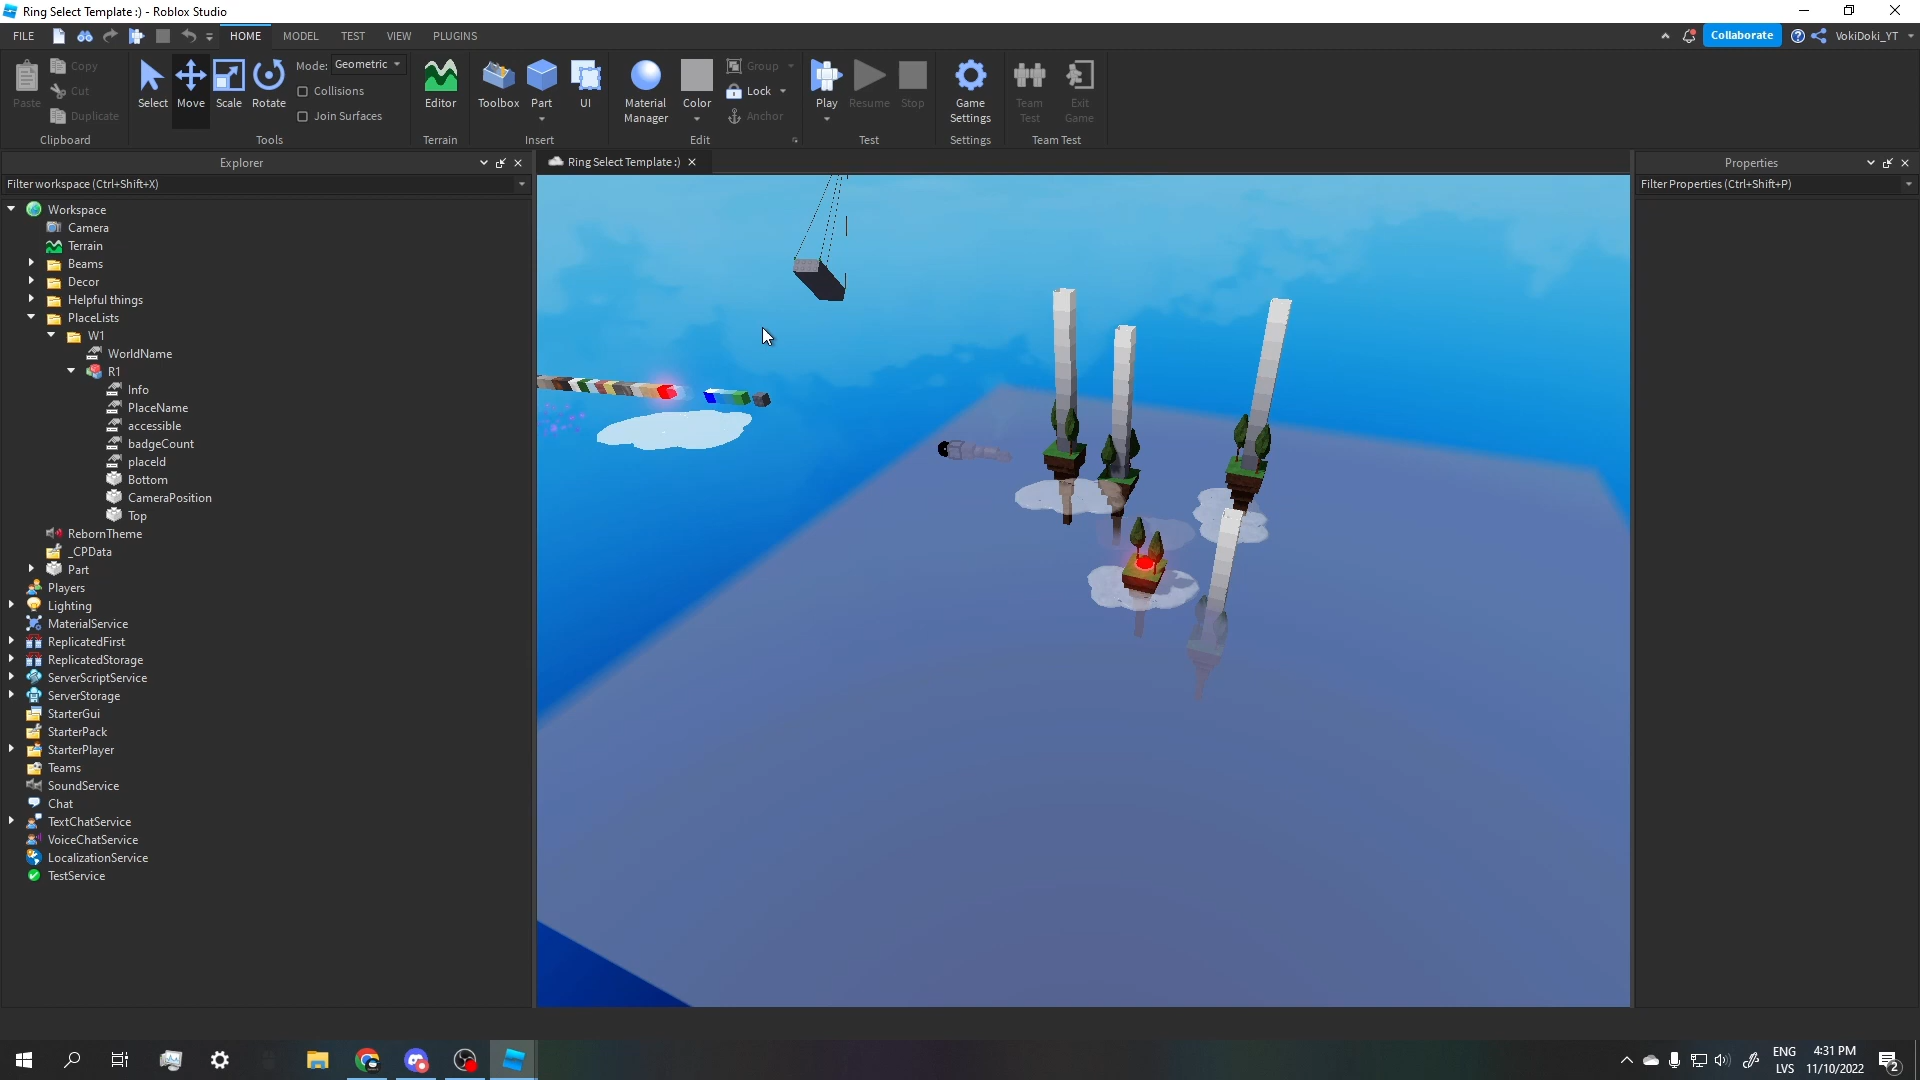 Ring Select Template :) - Roblox Studio
FILE HOME MODEL TEST VIEW PLUGINS Collaborate VokiDoki_YT
Paste Copy Cut Duplicate Clipboard
Select Move Scale Rotate Mode: Geometric Collisions Join Surfaces Tools
Editor Terrain
Toolbox Part UI Insert
Material Manager Color Group Lock Anchor Edit
Play Resume Stop Test
Game Settings Settings
Team Test Exit Game Team Test
Explorer
Filter workspace (Ctrl+Shift+X)
Workspace
Camera
Terrain
Beams
Decor
Helpful things
PlaceLists
W1
WorldName
R1
Info
PlaceName
accessible
badgeCount
placeId
Bottom
CameraPosition
Top
RebornTheme
_CPData
Part
Players
Lighting
MaterialService
ReplicatedFirst
ReplicatedStorage
ServerScriptService
ServerStorage
StarterGui
StarterPack
StarterPlayer
Teams
SoundService
Chat
TextChatService
VoiceChatService
LocalizationService
TestService
Ring Select Template :)
Properties
Filter Properties (Ctrl+Shift+P)
ENG 4:31 PM
LVS 11/10/2022 2